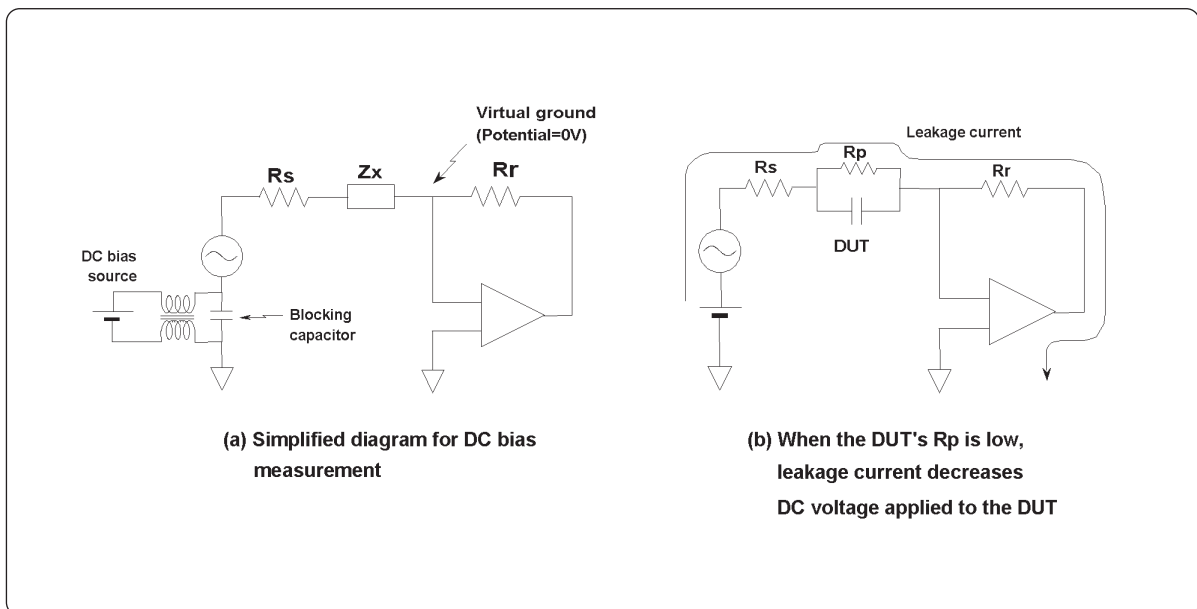 Virtual ground
(Potential=0V)
Rs
Zx
Rr
DC bias
source
Blocking
capacitor
(a) Simplified diagram for DC bias
measurement
Leakage current
Rp
Rs
Rr
DUT
(b) When the DUT's Rp is low,
leakage current decreases
DC voltage applied to the DUT